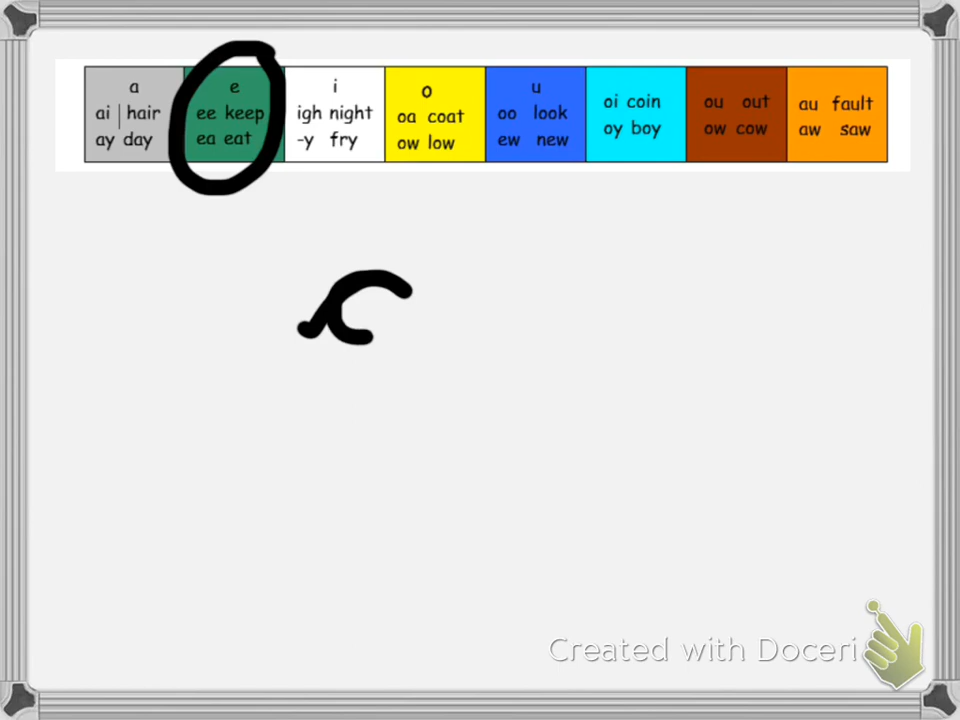 a e i o u oi coin ou out au fault
ai | hair ee keep igh night oa coat oo look oy boy ow cow aw saw
ay day ea eat -y fry ow low ew new
Created with Doceri